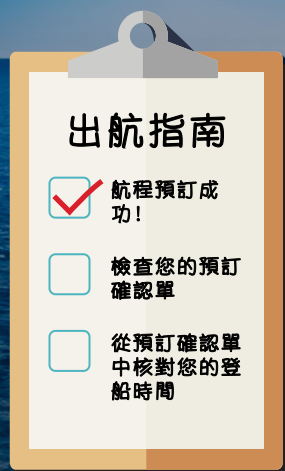 出航指南
航程預訂成
功!
檢查您的預訂
確認單
從預訂確認單
中核對您的登
船時間